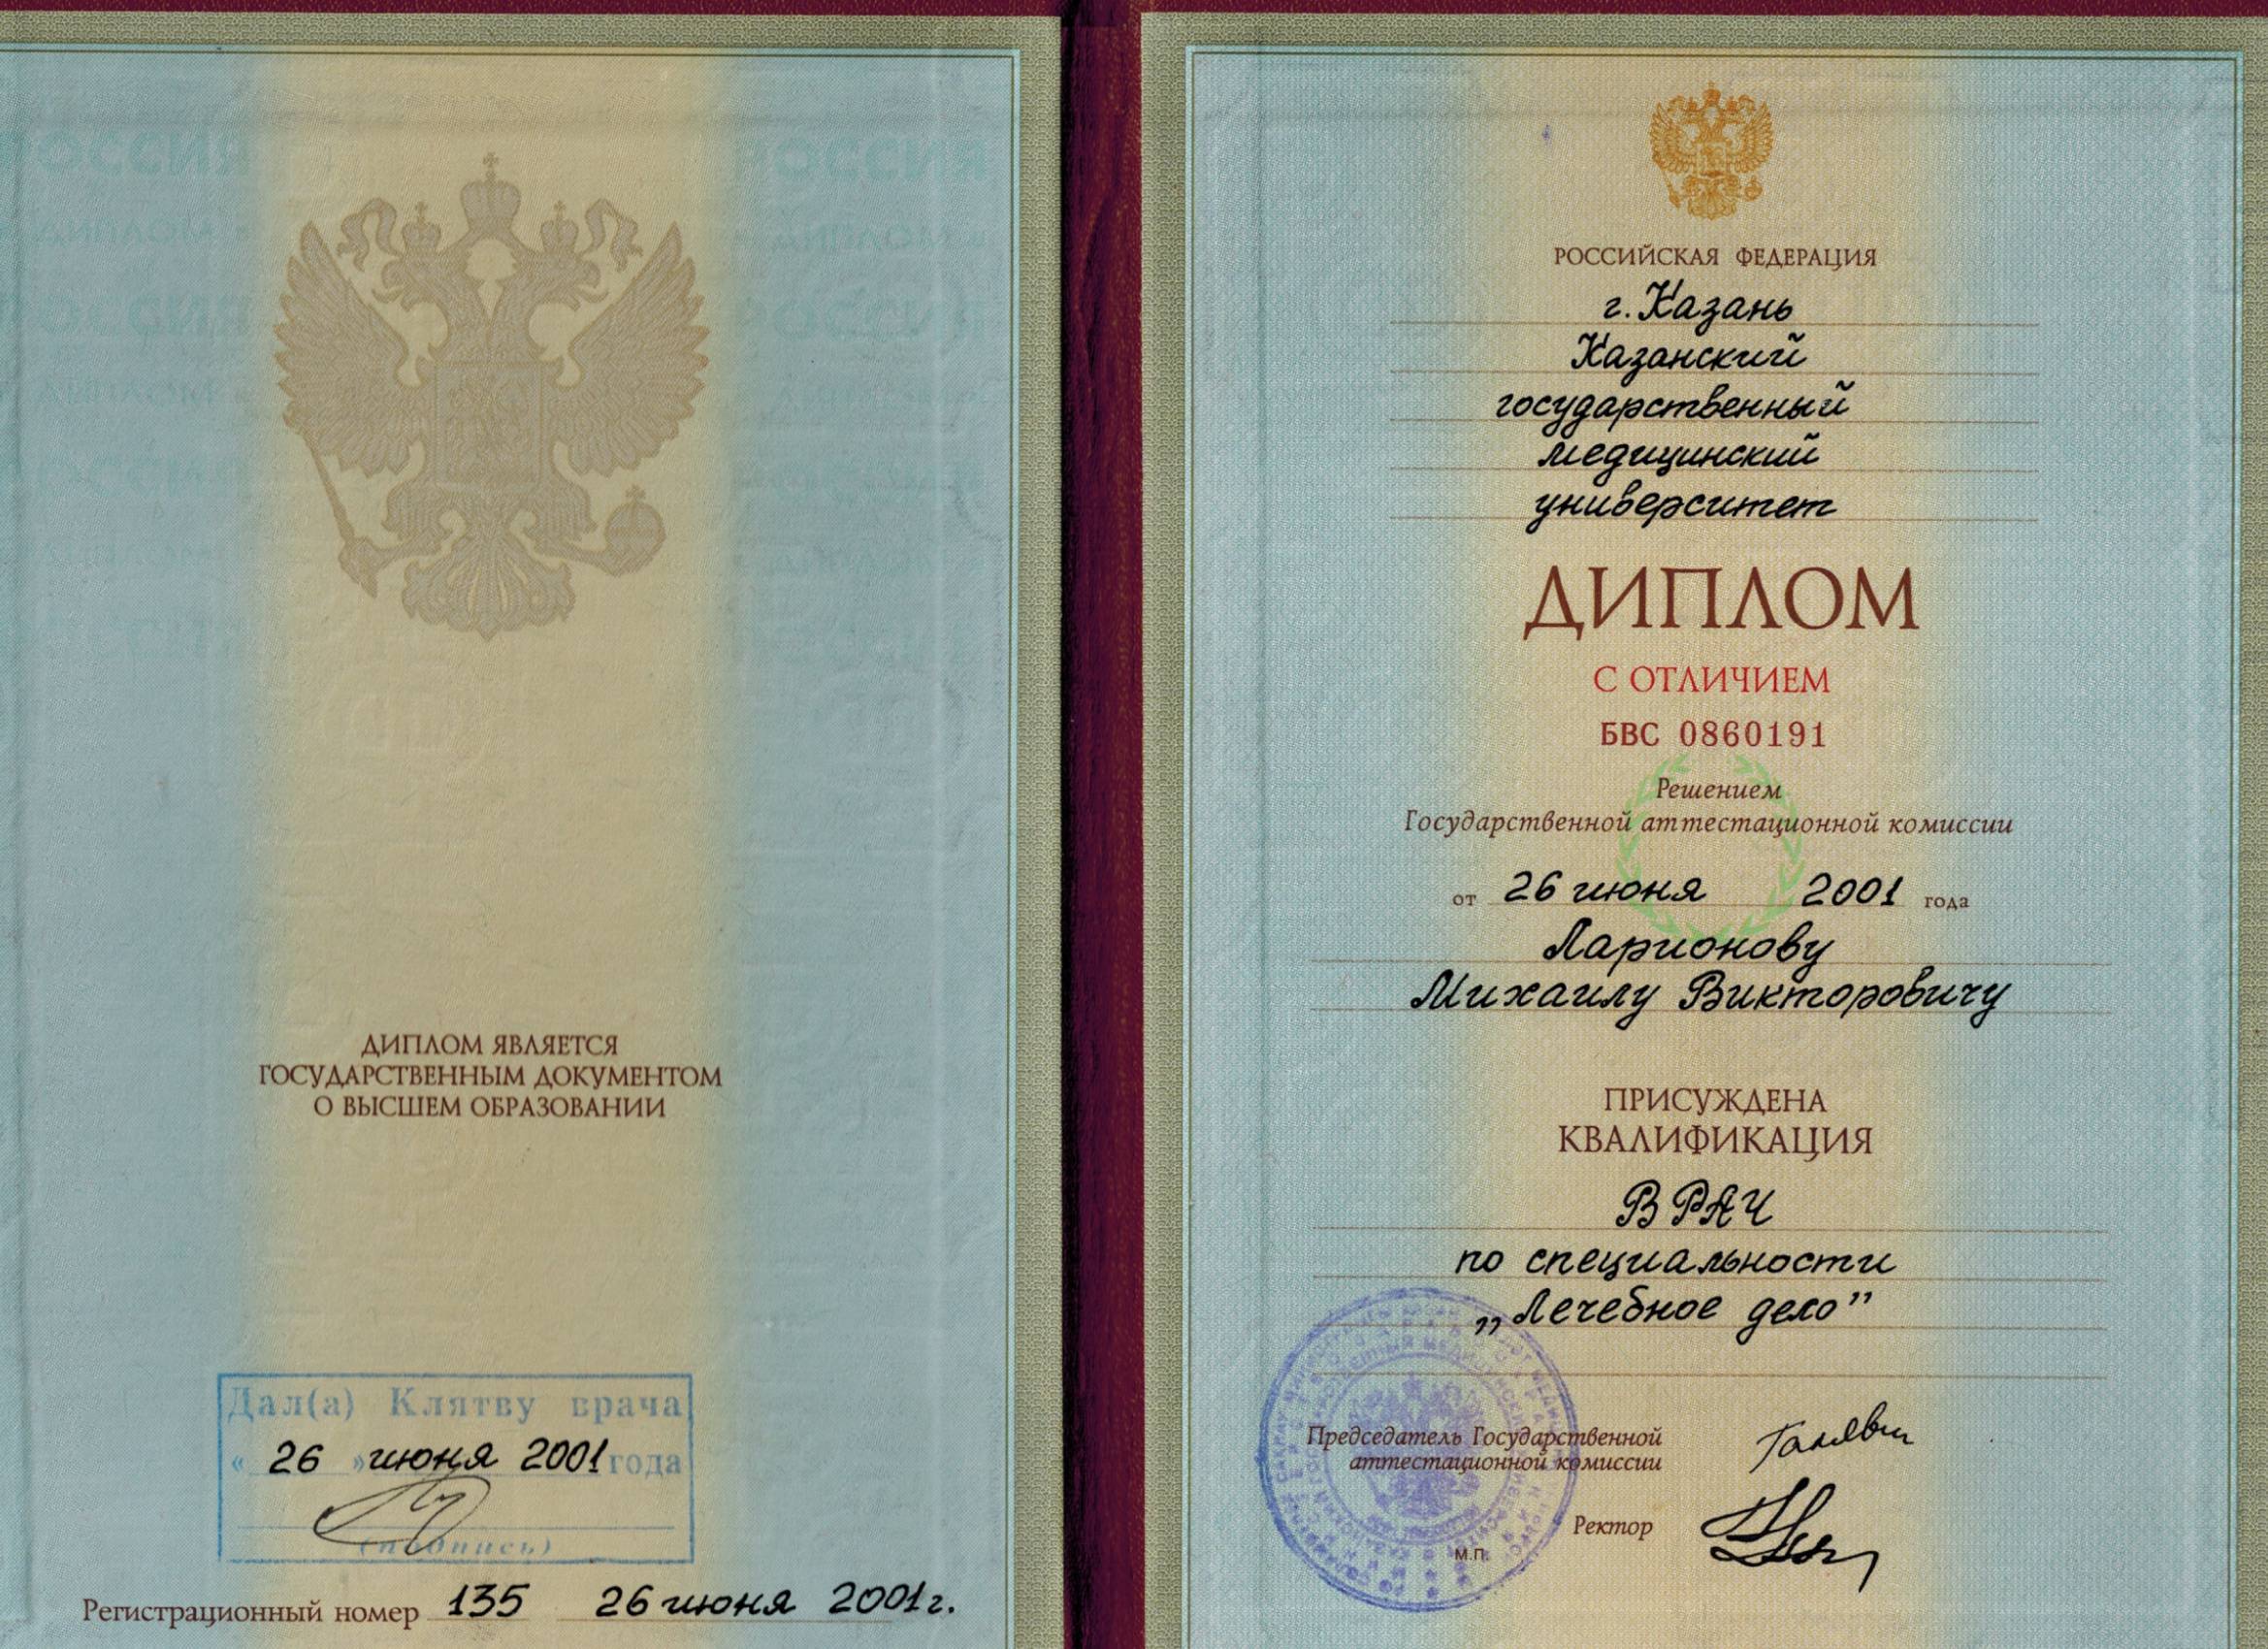 ДИПЛОМ ЯВЛЯЕТСЯ
ГОСУДАРСТВЕННЫМ ДОКУМЕНТОМ
О ВЫСШЕМ ОБРАЗОВАНИИ
Дал(а) Клятву врача
« 26 » июня 2001 года
(подпись)
Регистрационный номер 135 26 июня 2001г.
РОССИЙСКАЯ ФЕДЕРАЦИЯ
г. Казань
Казанский
государственный
медицинский
университет
ДИПЛОМ
С ОТЛИЧИЕМ
БВС 0860191
Решением
Государственной аттестационной комиссии
от 26 июня 2001 года
Ларионову
Михаилу Викторовичу
ПРИСУЖДЕНА
КВАЛИФИКАЦИЯ
ВРАЧ
по специальности
„Лечебное дело”
Председатель Государственной
аттестационной комиссии
Ректор
М.П.